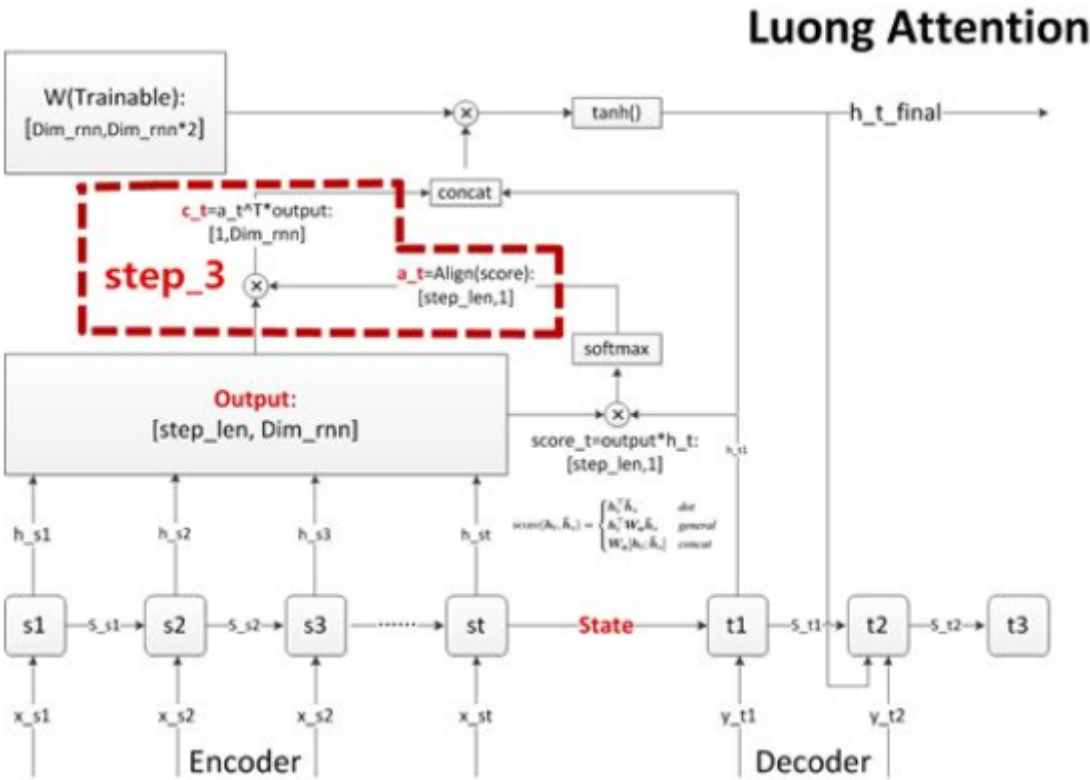 Luong Attention
W(Trainable):
[Dim_rnn,Dim_rnn*2]
tanh()
h_t_final
concat
c_t=a_t^T*output:
[1,Dim_rnn]
step_3
a_t=Align(score):
[step_len,1]
softmax
Output:
[step_len, Dim_rnn]
score_t=output*h_t:
[step_len,1]
h_t1
dot
general
concat
h_s1
h_s2
h_s3
h_st
s1
S_s1
s2
S_s2
s3
......
st
State
t1
S_t1
t2
S_t2
t3
x_s1
x_s2
x_s2
x_st
y_t1
y_t2
Encoder
Decoder